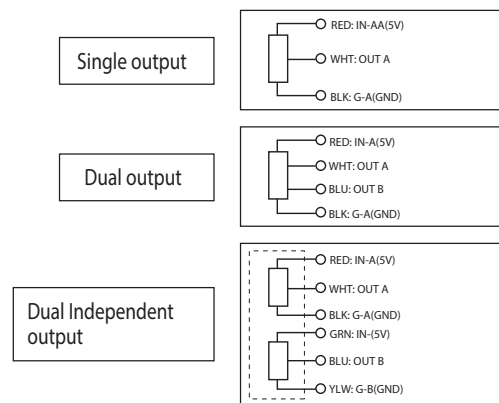 Single output
RED: IN-AA(5V)
WHT: OUT A
BLK: G-A(GND)
Dual output
RED: IN-A(5V)
WHT: OUT A
BLU: OUT B
BLK: G-A(GND)
Dual Independent
output
RED: IN-A(5V)
WHT: OUT A
BLK: G-A(GND)
GRN: IN-(5V)
BLU: OUT B
YLW: G-B(GND)